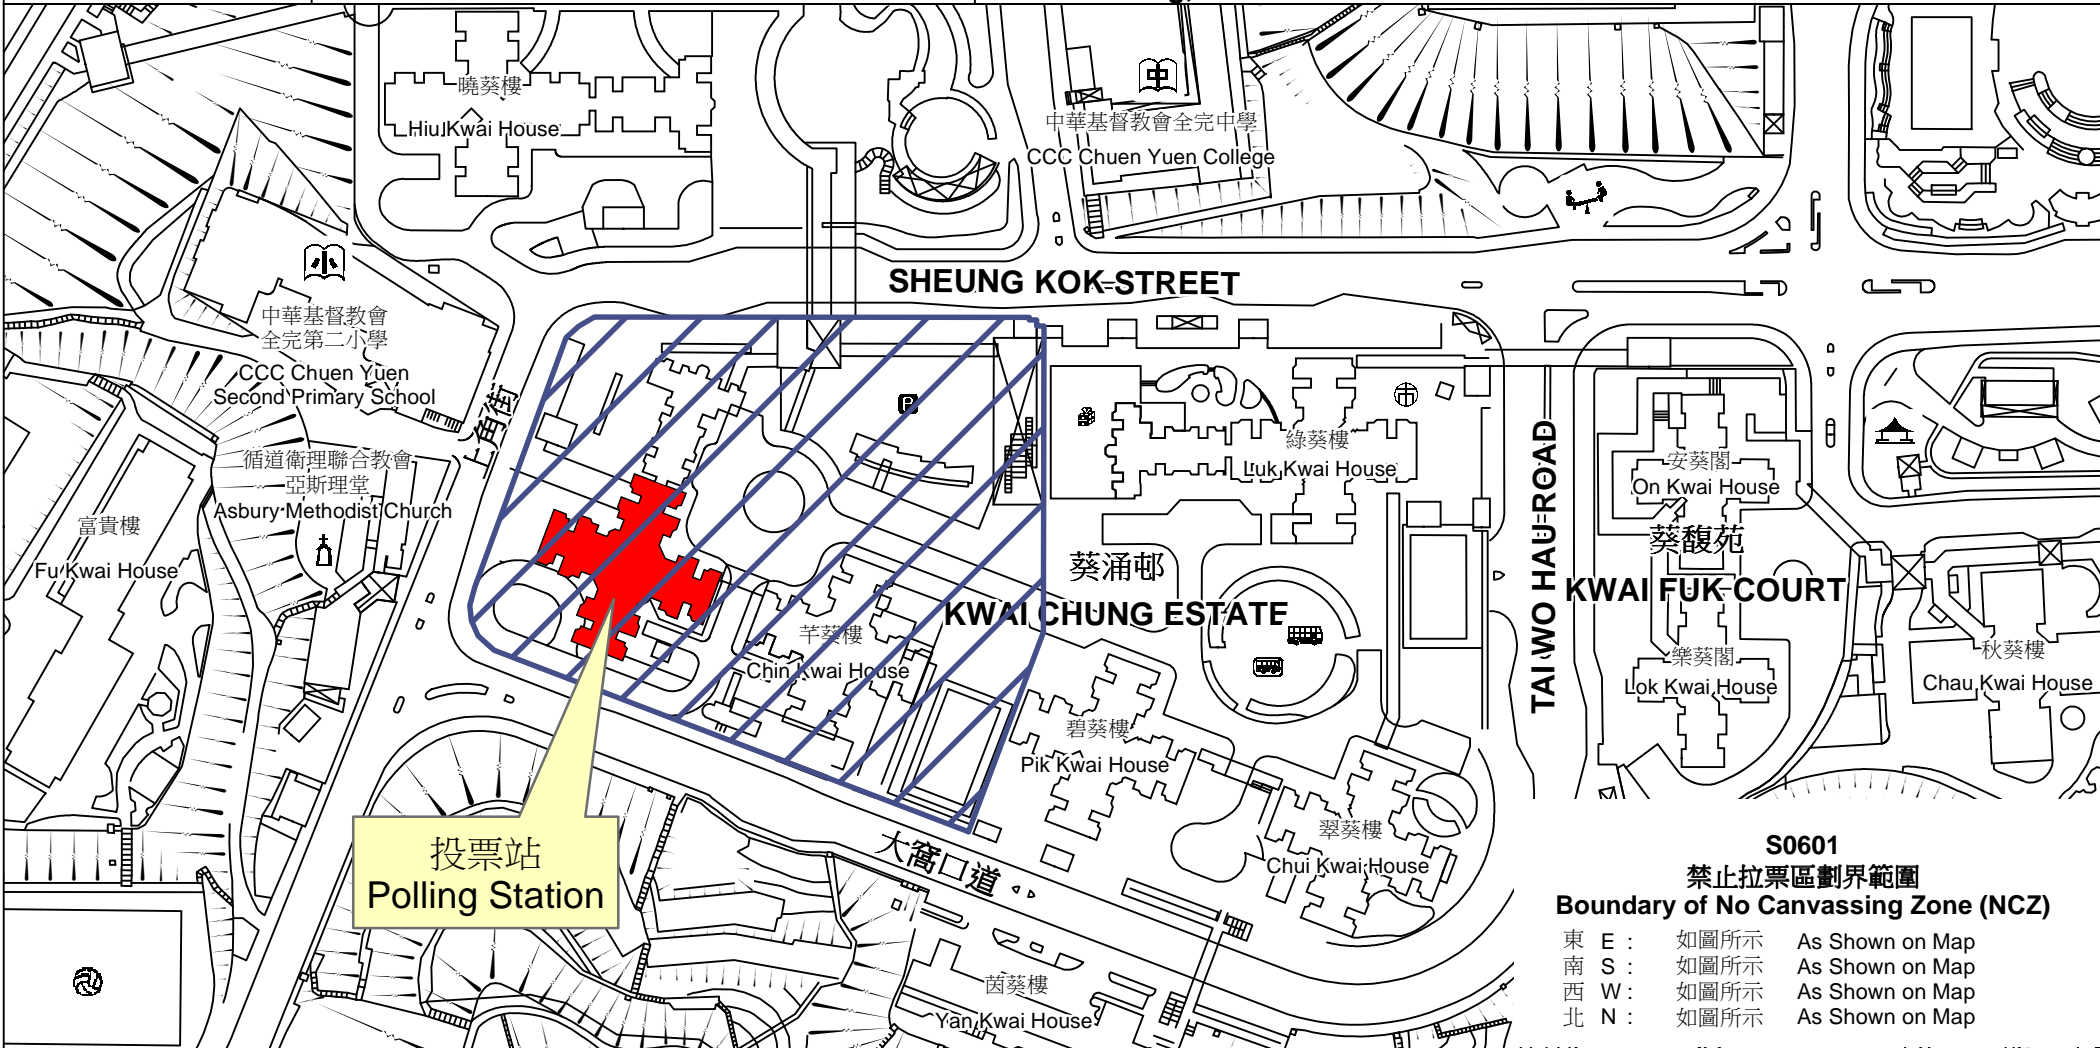 曉葵樓
Hiu Kwai House
中
中華基督教會全完中學
CCC Chuen Yuen College
SHEUNG KOK STREET
小
中華基督教會
全完第二小學
CCC Chuen Yuen
Second Primary School
上角街
循道衛理聯合教會
亞斯理堂
Asbury Methodist Church
富貴樓
Fu Kwai House
P
市
綠葵樓
Luk Kwai House
葵涌邨
KWAI CHUNG ESTATE
芊葵樓
Chin Kwai House
碧葵樓
Pik Kwai House
翠葵樓
Chui Kwai House
TAI WO HAU ROAD
安葵閣
On Kwai House
葵馥苑
KWAI FUK COURT
樂葵閣
Lok Kwai House
秋葵樓
Chau Kwai House
投票站
Polling Station
大窩口道
茵葵樓
Yan Kwai House
S0601
禁止拉票區劃界範圍
Boundary of No Canvassing Zone (NCZ)
東 E : 如圖所示 As Shown on Map
南 S : 如圖所示 As Shown on Map
西 W : 如圖所示 As Shown on Map
北 N : 如圖所示 As Shown on Map